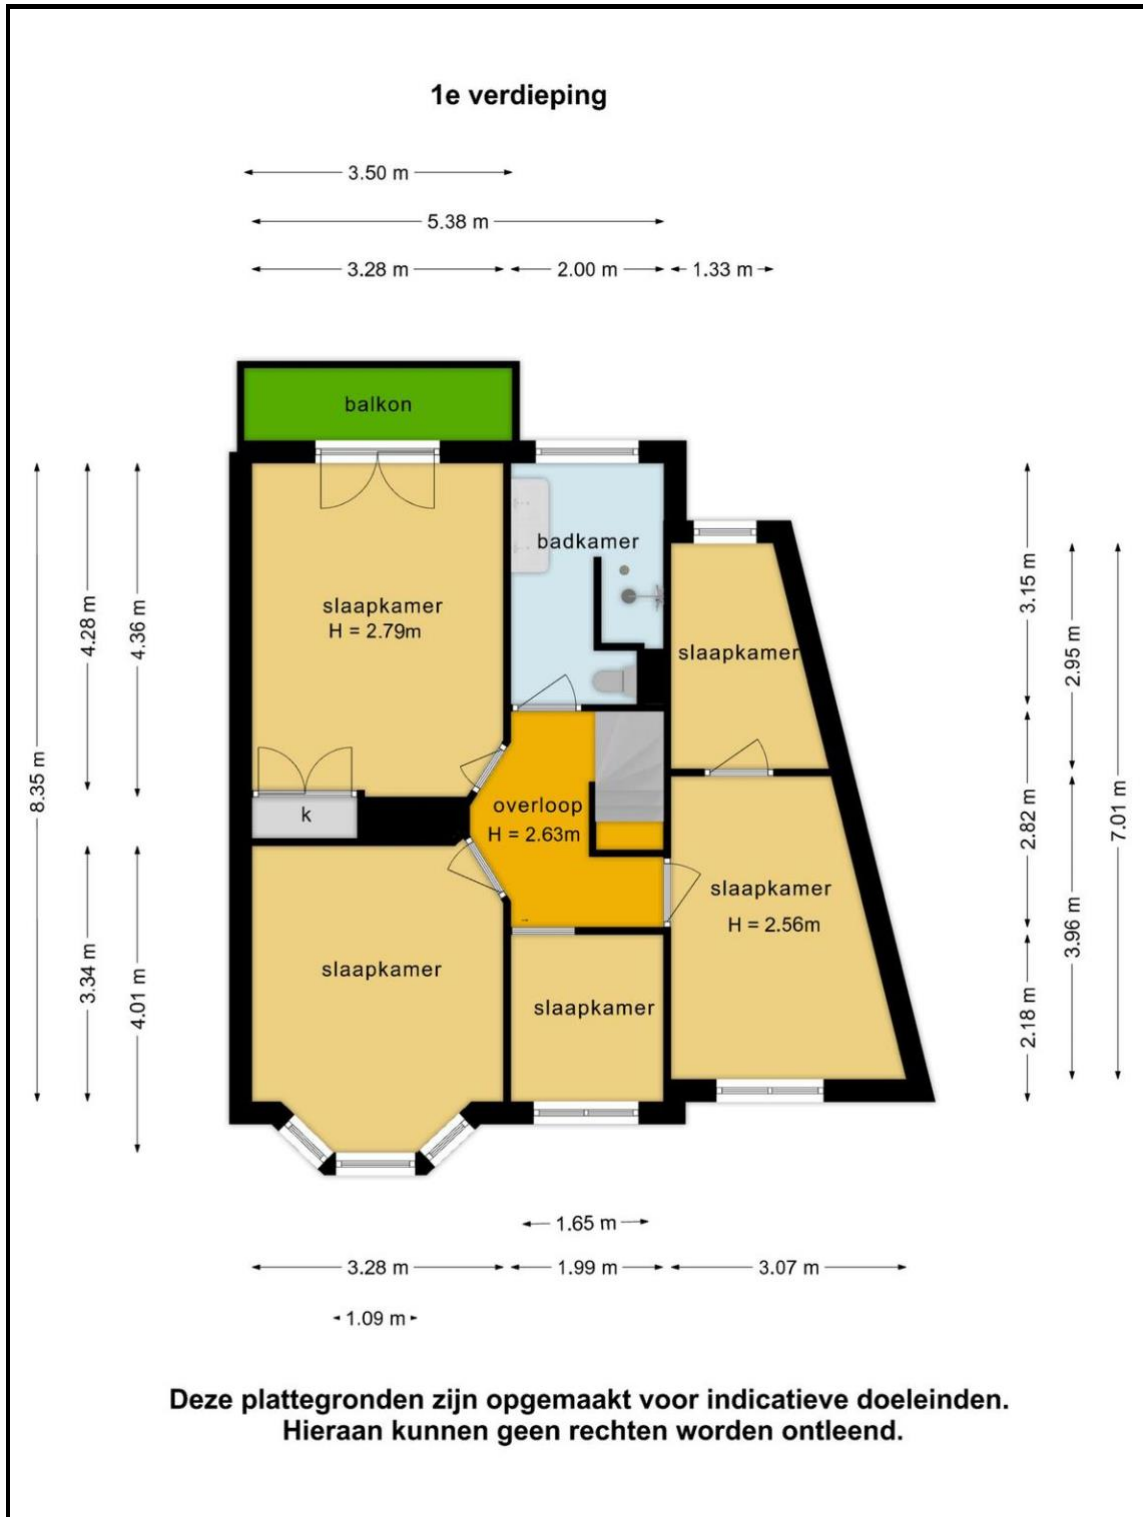 1e verdieping
3.50 m
5.38 m
3.28 m
2.00 m
1.33 m
balkon
badkamer
slaapkamer
H = 2.79m
slaapkamer
k
overloop
H = 2.63m
slaapkamer
H = 2.56m
slaapkamer
slaapkamer
8.35 m
4.28 m
4.36 m
3.34 m
4.01 m
3.15 m
2.95 m
2.82 m
7.01 m
3.96 m
2.18 m
1.65 m
3.28 m
1.99 m
3.07 m
1.09 m
Deze plattegronden zijn opgemaakt voor indicatieve doeleinden.
Hieraan kunnen geen rechten worden ontleend.